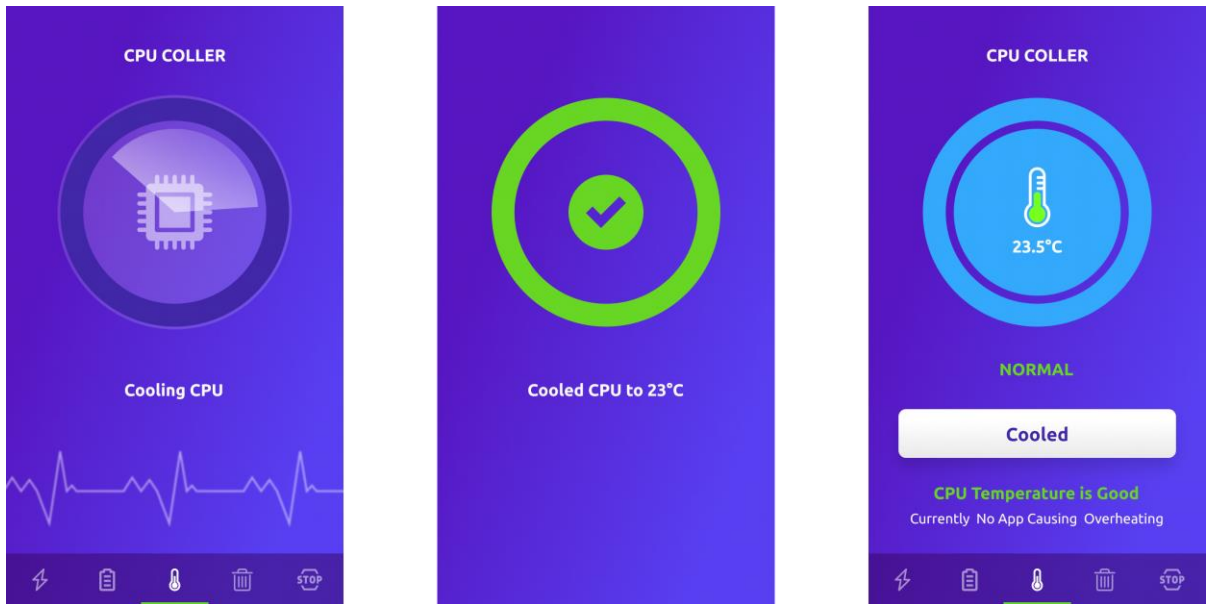 CPU COLLER
Cooling CPU
STOP
Cooled CPU to 23°C
CPU COLLER
23.5°C
NORMAL
Cooled
CPU Temperature is Good
Currently No App Causing Overheating
STOP